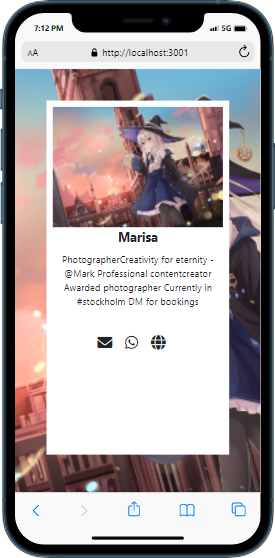 7:12 PM 5G
AA http://localhost:3001
Marisa
PhotographerCreativity for eternity -
@Mark Professional contentcreator
Awarded photographer Currently in
#stockholm DM for bookings